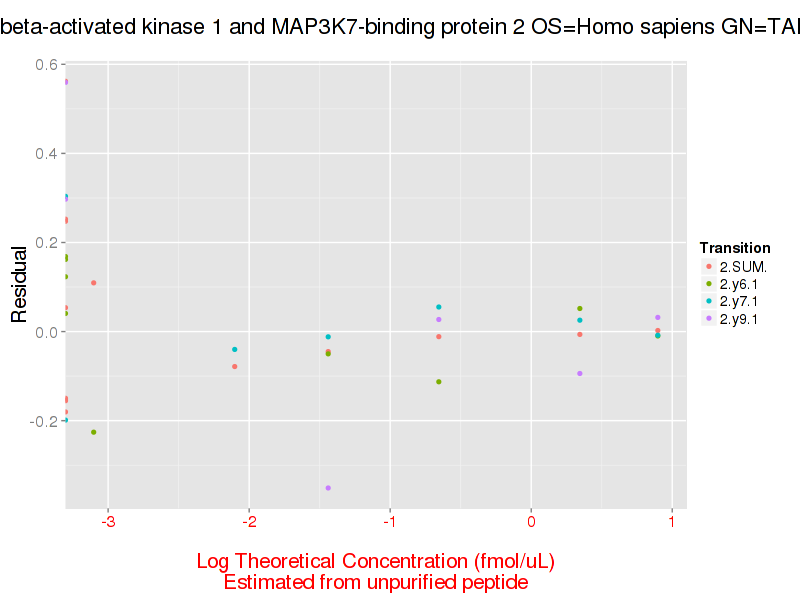 beta-activated kinase 1 and MAP3K7-binding protein 2 OS=Homo sapiens GN=TAI
0.6
0.4
0.2
0.0
-0.2
Residual
-3 -2 -1 0 1
Log Theoretical Concentration (fmol/uL)
Estimated from unpurified peptide
Transition
2.SUM.
2.y6.1
2.y7.1
2.y9.1